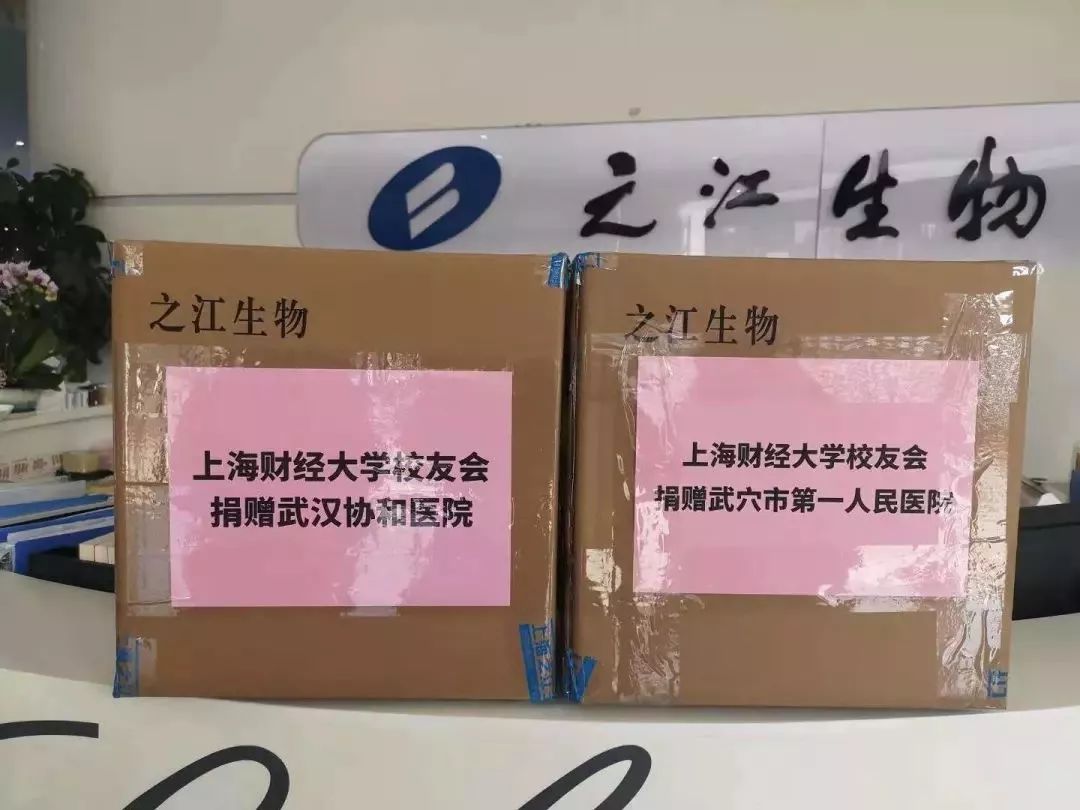 之江生物
之江生物
上海财经大学校友会
捐赠武汉协和医院
之江生物
上海财经大学校友会
捐赠武穴市第一人民医院